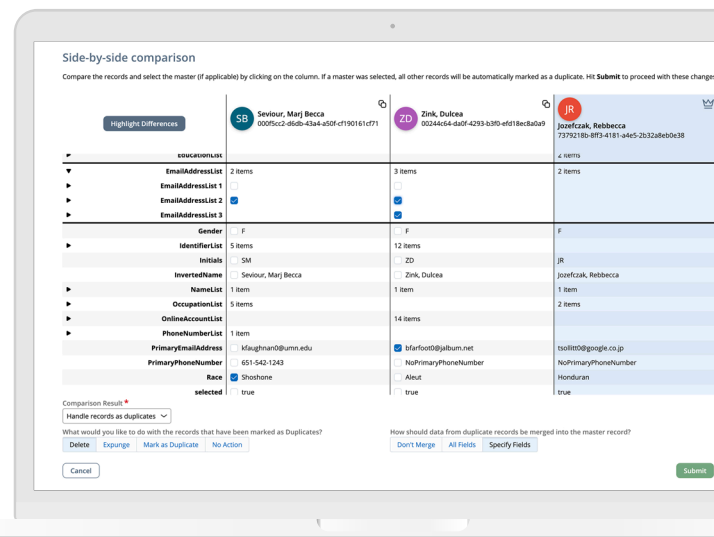 Side-by-side comparison
Compare the records and select the master (if applicable) by clicking on the column. If a master was selected, all other records will be automatically marked as a duplicate. Hit Submit to proceed with these changes
Highlight Differences
SB Seviour, Marj Becca
000f5cc2-d6db-43a4-a50f-cf190161cf71
ZD Zink, Dulcea
00244c64-da0f-4293-b3f0-efd18ec8a0a9
JR
Jozefczak, Rebbecca
7379218b-8ff3-4181-a4e5-2b32a8eb0e38
EducationList 2 items
EmailAddressList 2 items 3 items 2 items
EmailAddressList 1
EmailAddressList 2
EmailAddressList 3
Gender F F F
IdentifierList 5 items 12 items
Initials SM ZD JR
InvertedName Seviour, Marj Becca Zink, Dulcea Jozefczak, Rebbecca
NameList 1 item 1 item 1 item
OccupationList 5 items 2 items
OnlineAccountList 14 items
PhoneNumberList 1 item
PrimaryEmailAddress kfaughnan0@umn.edu bfarfoot0@jalbum.net tsollitt0@google.co.jp
PrimaryPhoneNumber 651-542-1243 NoPrimaryPhoneNumber NoPrimaryPhoneNumber
Race Shoshone Aleut Honduran
selected true true true
Comparison Result *
Handle records as duplicates
What would you like to do with the records that have been marked as Duplicates?
Delete Expunge Mark as Duplicate No Action
How should data from duplicate records be merged into the master record?
Don't Merge All Fields Specify Fields
Cancel Submit